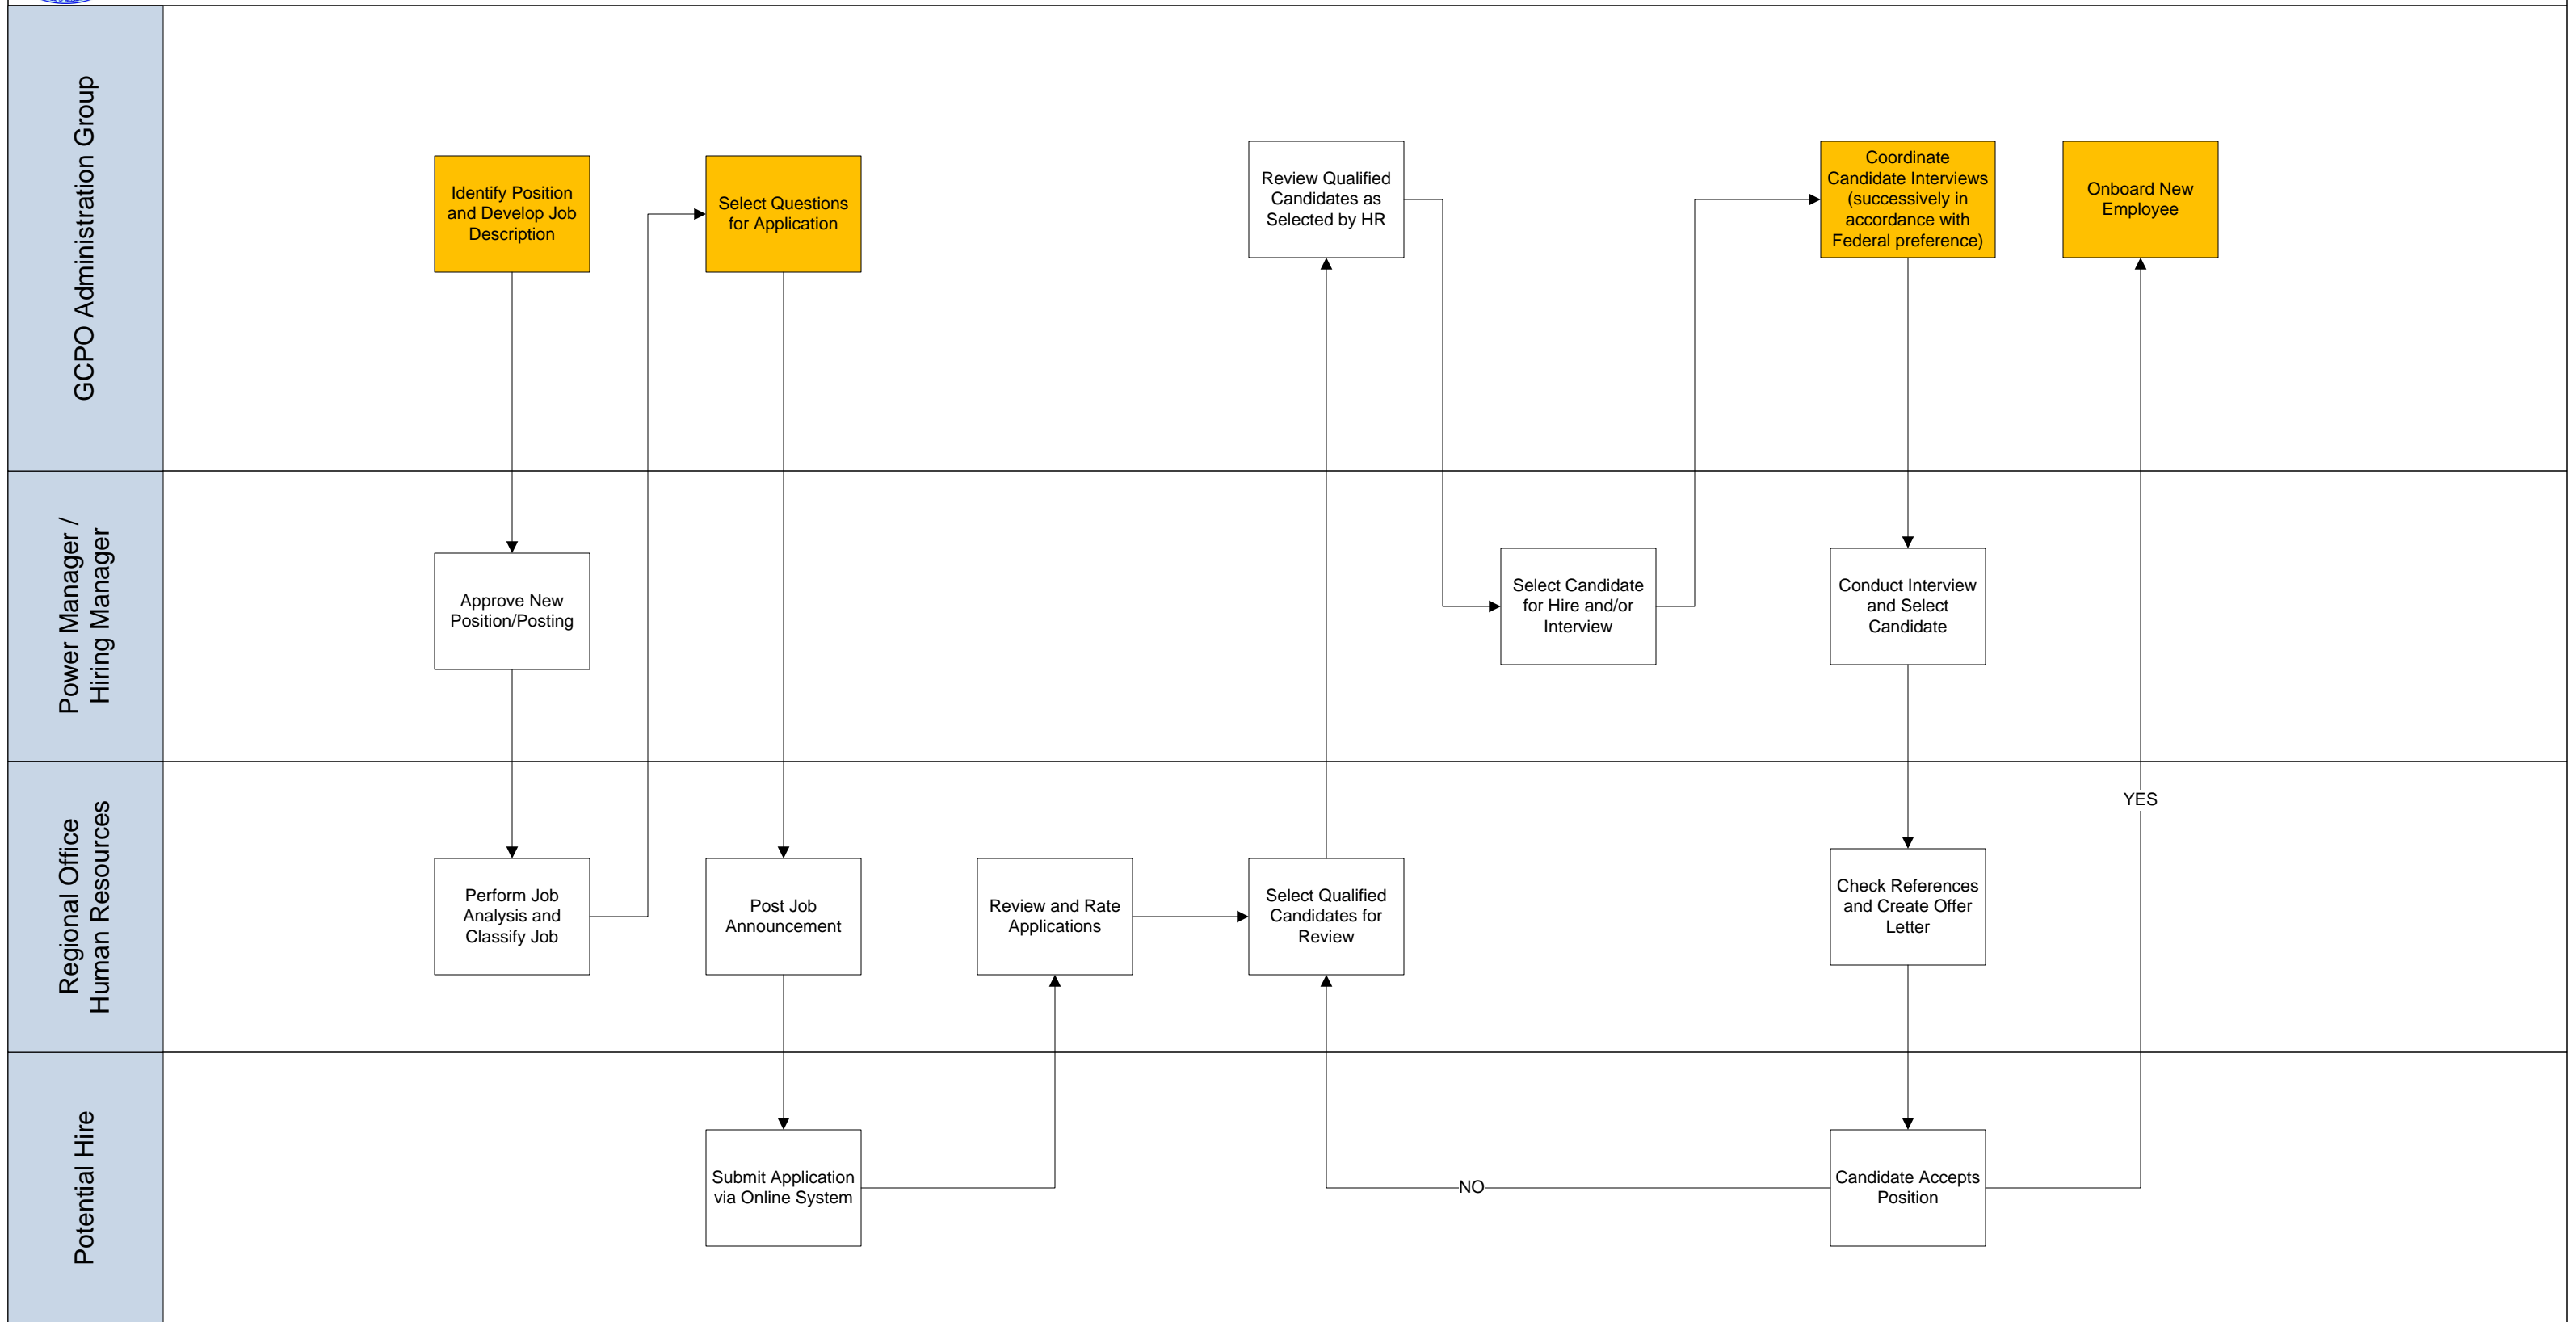 GCPO Administration Group
Identify Position
and Develop Job
Description
Select Questions
for Application
Review Qualified
Candidates as
Selected by HR
Coordinate
Candidate Interviews
(successively in
accordance with
Federal preference)
Onboard New
Employee
Power Manager /
Hiring Manager
Approve New
Position/Posting
Select Candidate
for Hire and/or
Interview
Conduct Interview
and Select
Candidate
Regional Office
Human Resources
YES
Perform Job
Analysis and
Classify Job
Post Job
Announcement
Review and Rate
Applications
Select Qualified
Candidates for
Review
Check References
and Create Offer
Letter
Potential Hire
Submit Application
via Online System
NO
Candidate Accepts
Position